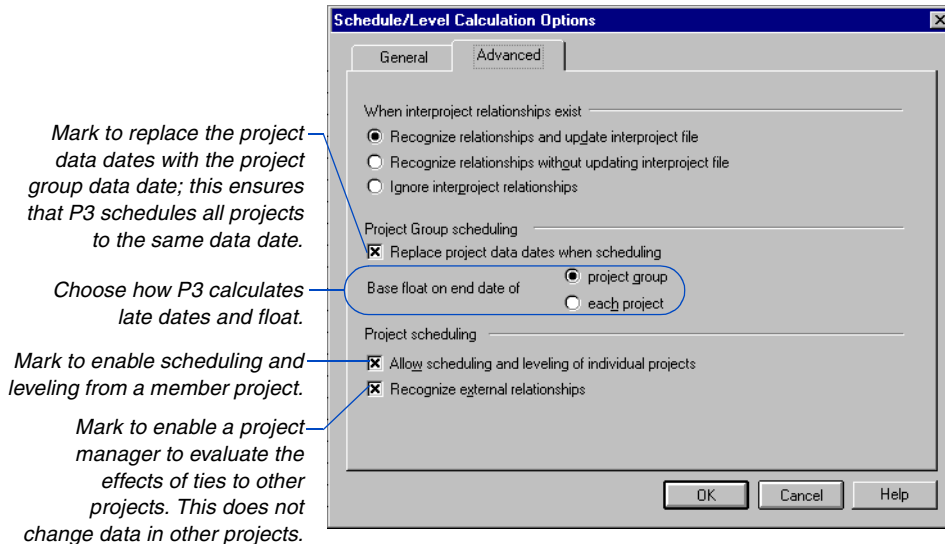 Schedule/Level Calculation Options
General
Advanced
When interproject relationships exist
Recognize relationships and update interproject file
Recognize relationships without updating interproject file
Ignore interproject relationships
Project Group scheduling
Replace project data dates when scheduling
Base float on end date of
project group
each project
Project scheduling
Allow scheduling and leveling of individual projects
Recognize external relationships
OK
Cancel
Help
Mark to replace the project
data dates with the project
group data date; this ensures
that P3 schedules all projects
to the same data date.
Choose how P3 calculates
late dates and float.
Mark to enable scheduling and
leveling from a member project.
Mark to enable a project
manager to evaluate the
effects of ties to other
projects. This does not
change data in other projects.